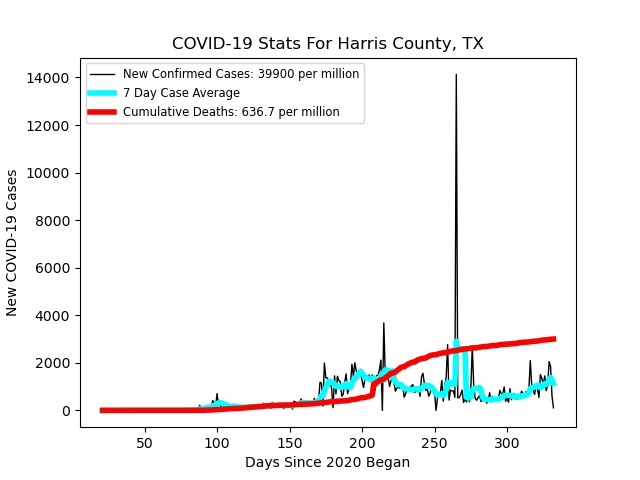 COVID-19 Stats For Harris County, TX
New Confirmed Cases: 39900 per million
7 Day Case Average
Cumulative Deaths: 636.7 per million
14000
12000
10000
8000
6000
4000
2000
0
New COVID-19 Cases
50
100
150
200
250
300
Days Since 2020 Began